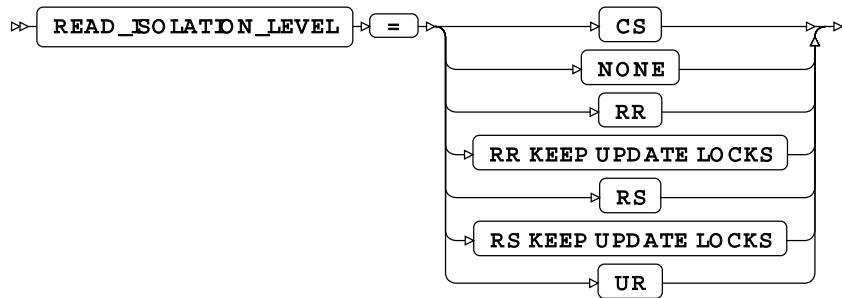 READ_ISOLATION_LEVEL = CS
NONE
RR
RR KEEP UPDATE LOCKS
RS
RS KEEP UPDATE LOCKS
UR